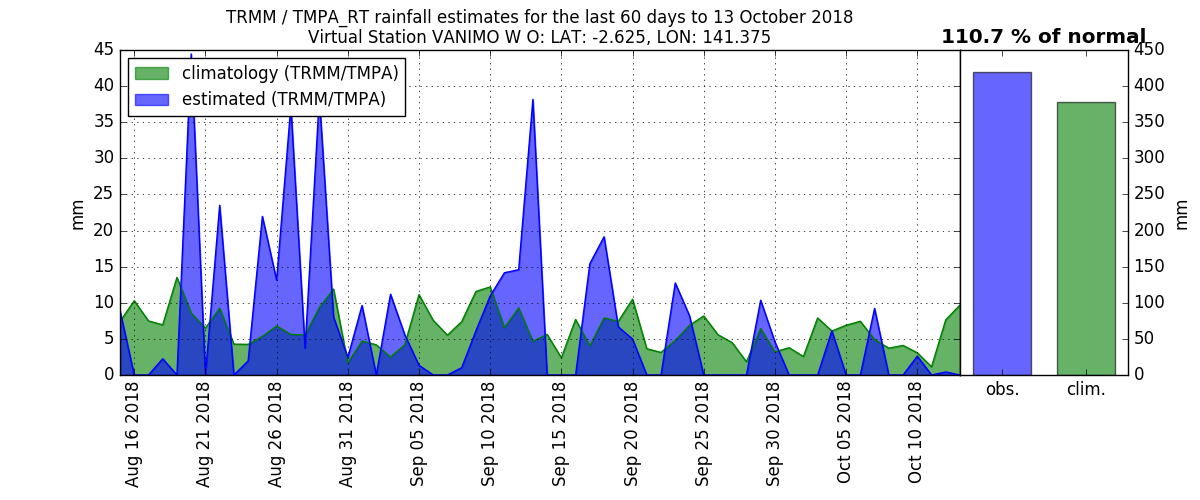 TRMM / TMPA_RT rainfall estimates for the last 60 days to 13 October 2018
Virtual Station VANIMO W O: LAT: -2.625, LON: 141.375
110.7 % of normal
climatology (TRMM/TMPA)
estimated (TRMM/TMPA)
45
40
35
30
25
20
15
10
5
0
mm
450
400
350
300
250
200
150
100
50
0
mm
Aug 16 2018
Aug 21 2018
Aug 26 2018
Aug 31 2018
Sep 05 2018
Sep 10 2018
Sep 15 2018
Sep 20 2018
Sep 25 2018
Sep 30 2018
Oct 05 2018
Oct 10 2018
obs.
clim.